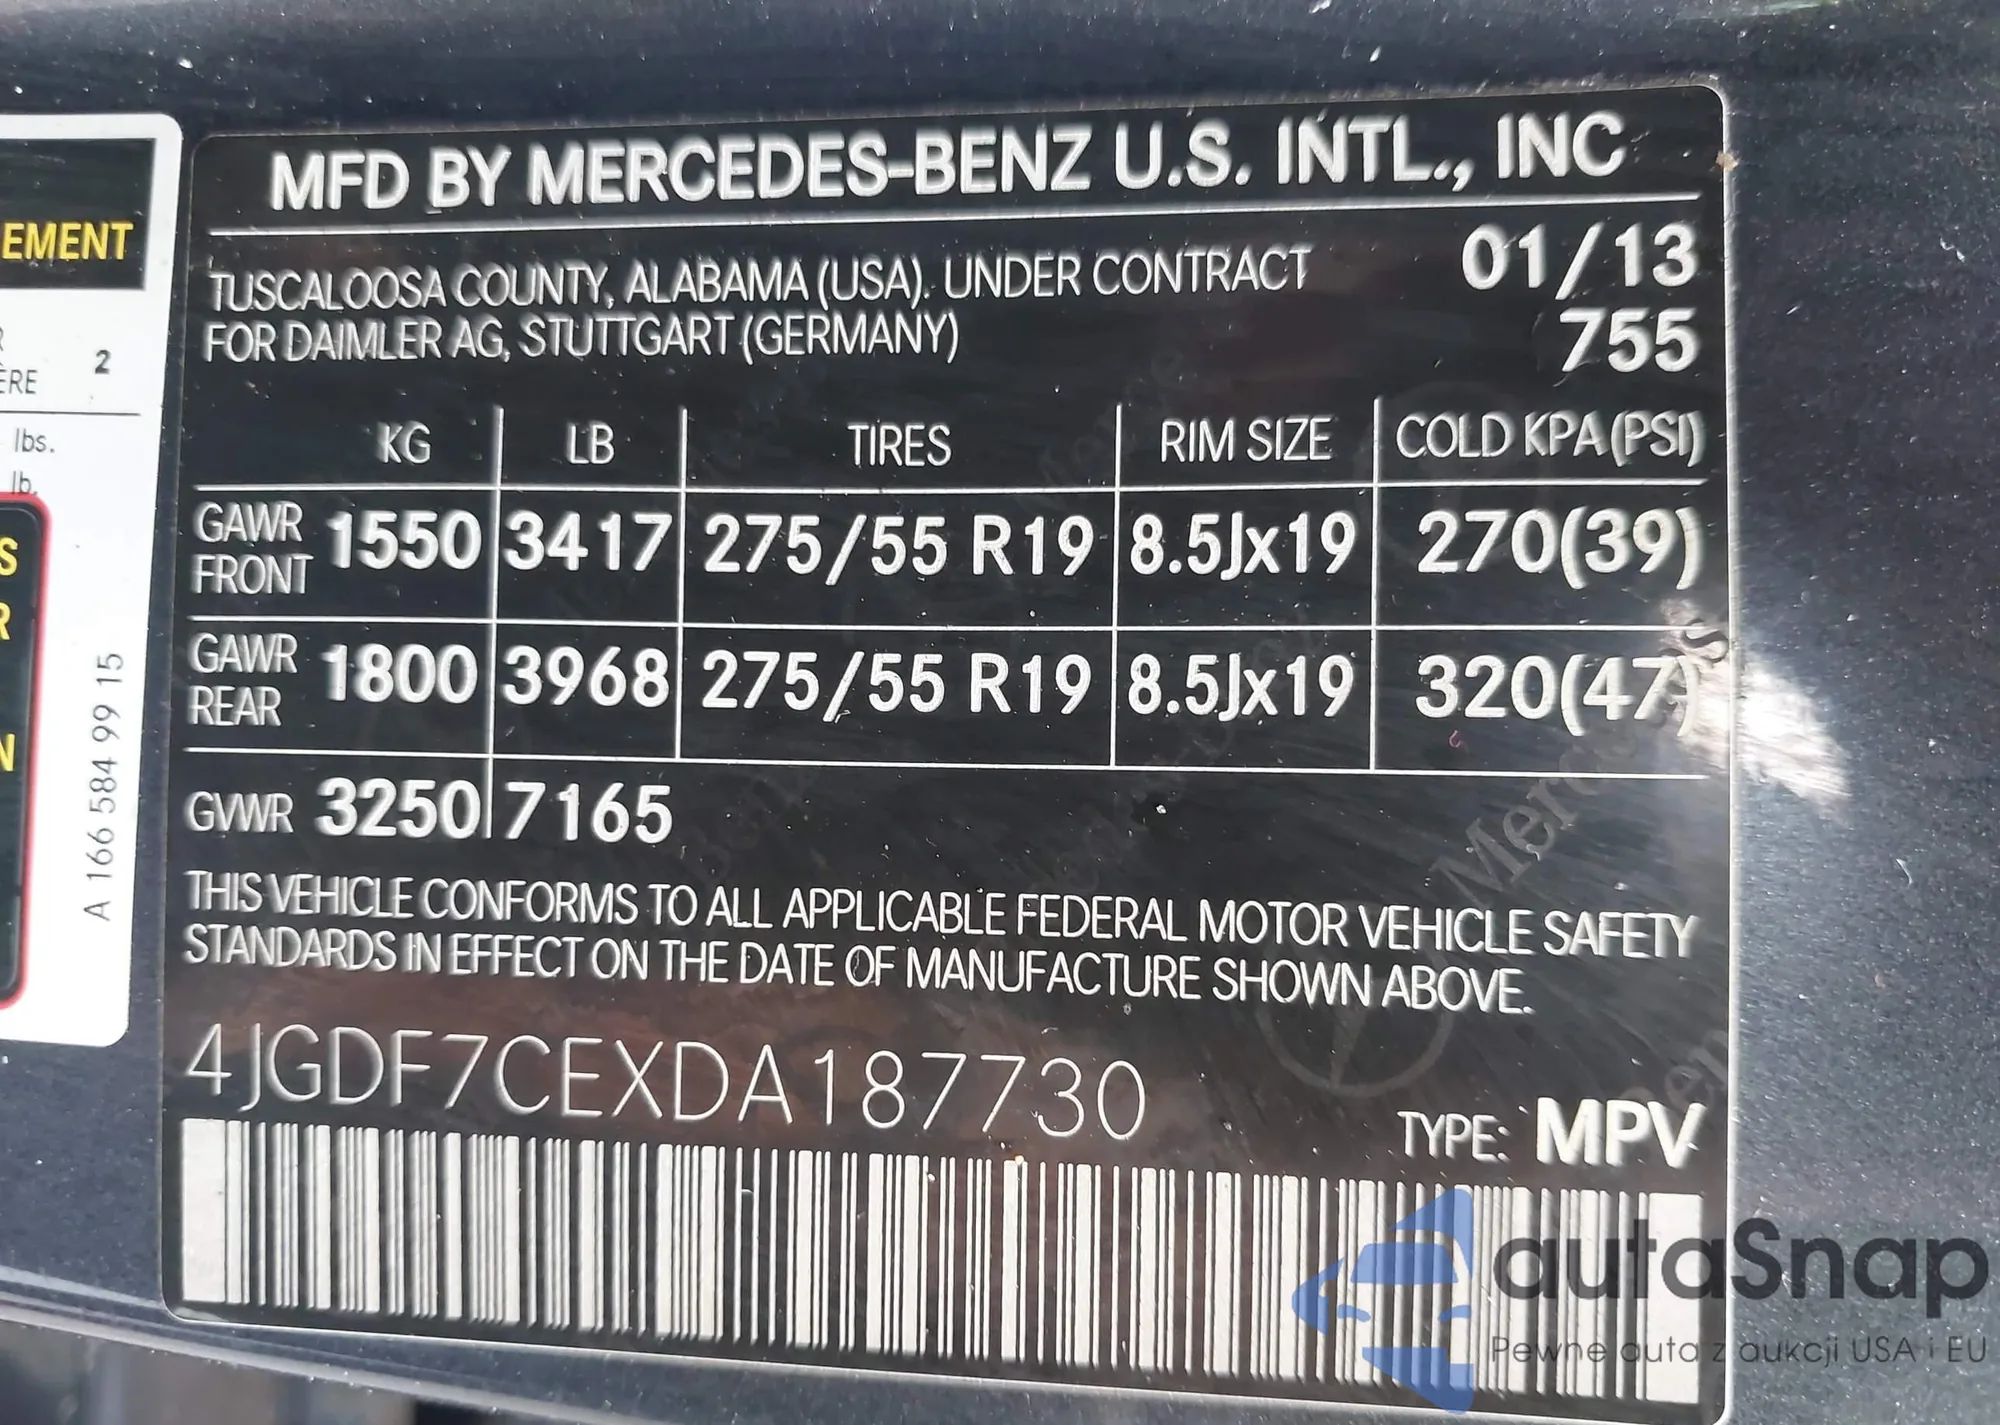 EMENT
2
ÈRE
lbs.
lb.
S
R
N
A 166 584 99 15
MFD BY MERCEDES-BENZ U.S. INTL., INC
TUSCALOOSA COUNTY, ALABAMA (USA). UNDER CONTRACT 01/13
FOR DAIMLER AG, STUTTGART (GERMANY) 755
KG LB TIRES RIM SIZE COLD KPA(PSI)
GAWR FRONT 1550 3417 275/55 R19 8.5Jx19 270(39)
GAWR REAR 1800 3968 275/55 R19 8.5Jx19 320(47)
GVWR 3250 7165
THIS VEHICLE CONFORMS TO ALL APPLICABLE FEDERAL MOTOR VEHICLE SAFETY
STANDARDS IN EFFECT ON THE DATE OF MANUFACTURE SHOWN ABOVE.
4JGDF7CEXDA187730
TYPE: MPV
autaSnap
Pewne auta z aukcji USA i EU